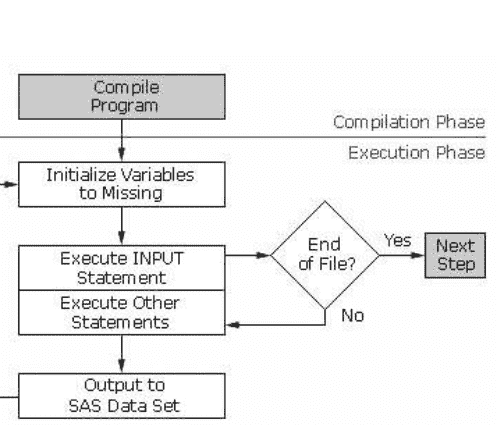 Compile
Program
Compilation Phase
Execution Phase
Initialize Variables
to Missing
Execute INPUT
Statement
End
of File?
Yes
Next
Step
Execute Other
Statements
No
Output to
SAS Data Set